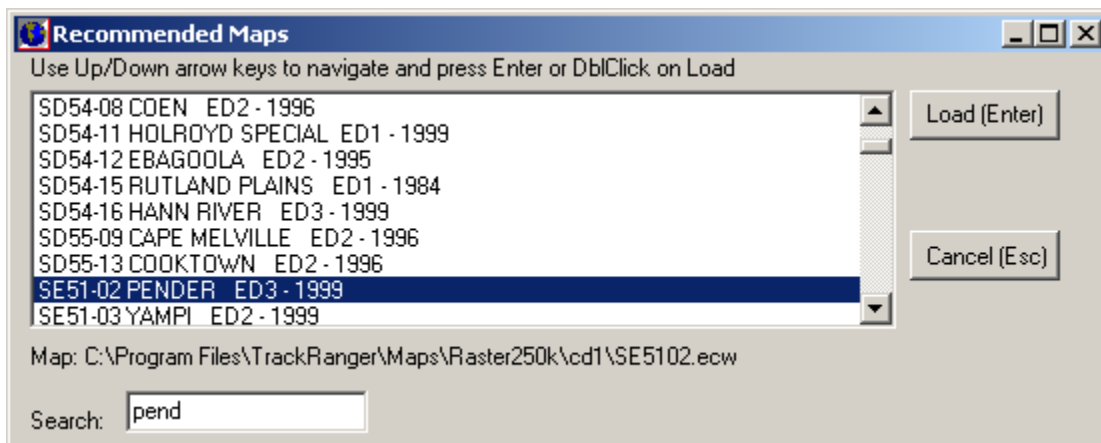 Recommended Maps
Use Up/Down arrow keys to navigate and press Enter or DblClick on Load
SD54-08 COEN ED2 - 1996
SD54-11 HOLROYD SPECIAL ED1 - 1999
SD54-12 EBAGOOLA ED2 - 1995
SD54-15 RUTLAND PLAINS ED1 - 1984
SD54-16 HANN RIVER ED3 - 1999
SD55-09 CAPE MELVILLE ED2 - 1996
SD55-13 COOKTOWN ED2 - 1996
SE51-02 PENDER ED3 - 1999
SE51-03 YAMPI ED2 - 1999
Load (Enter)
Cancel (Esc)
Map: C:\Program Files\TrackRanger\Maps\Raster250k\cd1\SE5102.ecw
Search: pend